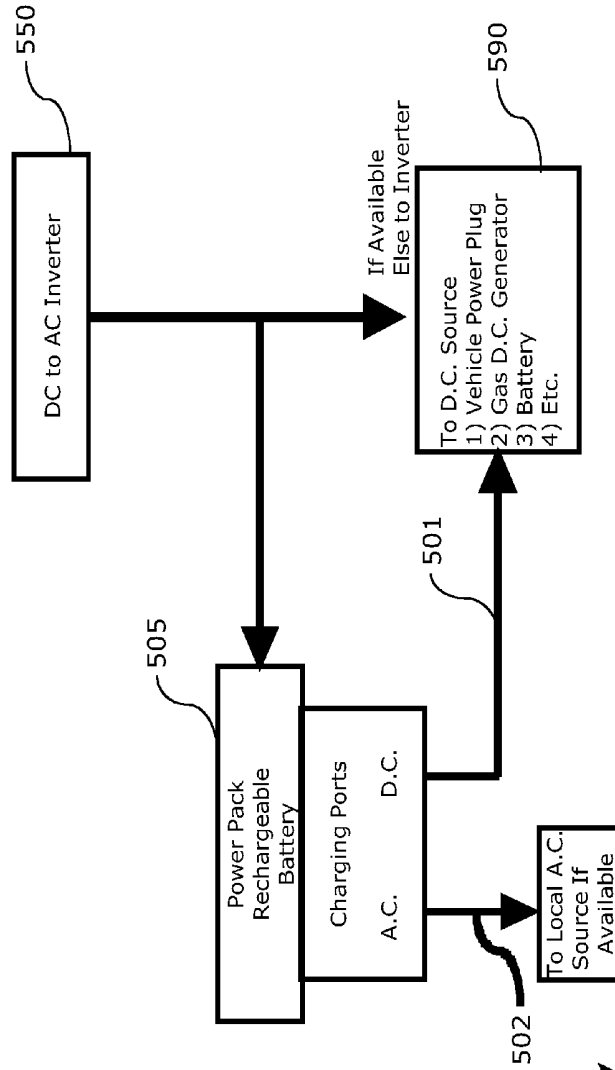 550
DC to AC Inverter
If Available
Else to Inverter
590
To D.C. Source
1) Vehicle Power Plug
2) Gas D.C. Generator
3) Battery
4) Etc.
501
505
Power Pack
Rechargeable
Battery
Charging Ports
A.C. D.C.
502
To Local A.C.
Source If
Available